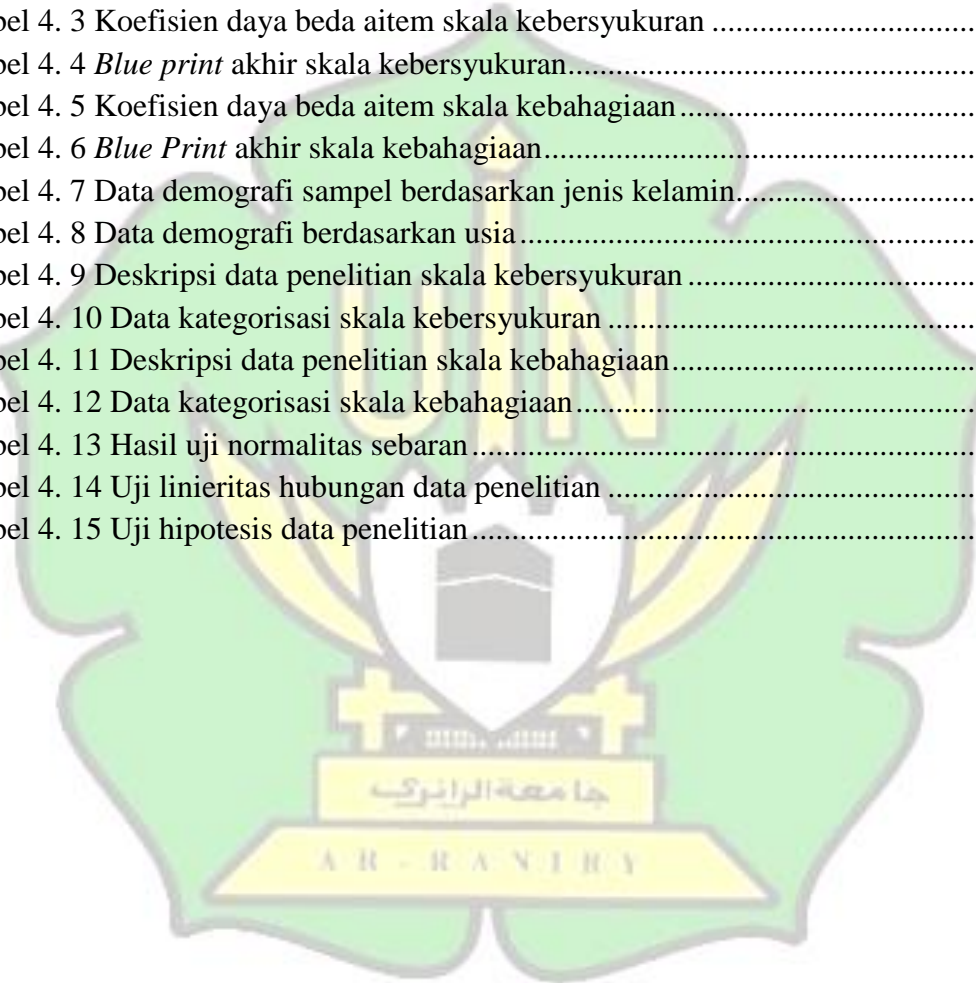 bel 4. 3 Koefisien daya beda aitem skala kebersyukuran ...................................
bel 4. 4 Blue print akhir skala kebersyukuran.....................................................
bel 4. 5 Koefisien daya beda aitem skala kebahagiaan .......................................
bel 4. 6 Blue Print akhir skala kebahagiaan........................................................
bel 4. 7 Data demografi sampel berdasarkan jenis kelamin................................
bel 4. 8 Data demografi berdasarkan usia ...........................................................
bel 4. 9 Deskripsi data penelitian skala kebersyukuran ......................................
bel 4. 10 Data kategorisasi skala kebersyukuran ................................................
bel 4. 11 Deskripsi data penelitian skala kebahagiaan........................................
bel 4. 12 Data kategorisasi skala kebahagiaan....................................................
bel 4. 13 Hasil uji normalitas sebaran .................................................................
bel 4. 14 Uji linieritas hubungan data penelitian ................................................
bel 4. 15 Uji hipotesis data penelitian .................................................................
UIN
جامعة الرانري
AR-RANIRY